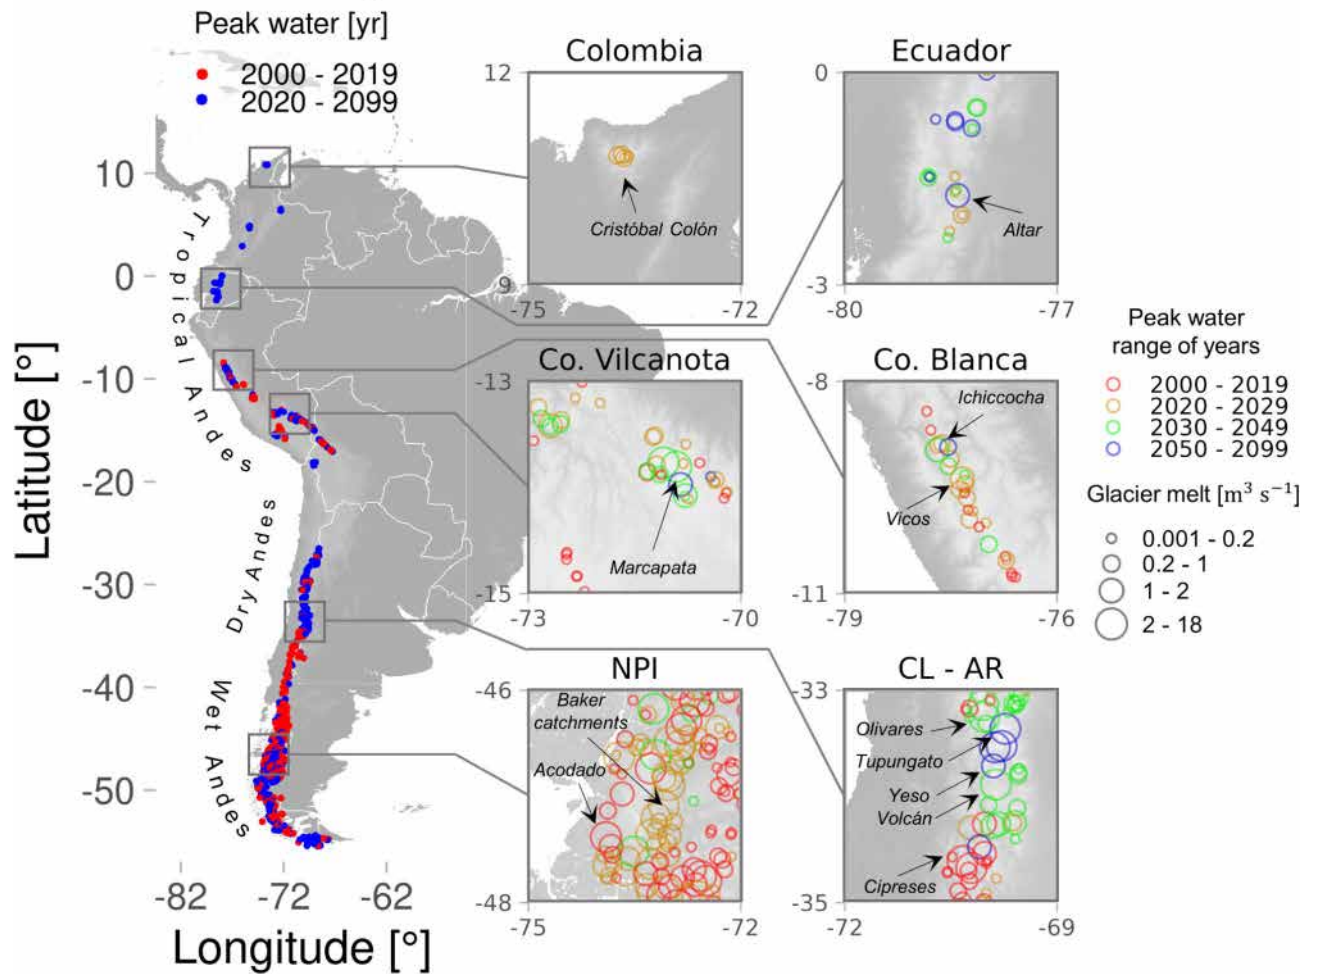 Peak water [yr]
2000 - 2019
2020 - 2099
Latitude [°]
10
0
-10
-20
-30
-40
-50
-82
-72
-62
Longitude [°]
Tropical Andes
Dry Andes
Wet Andes
Colombia
12
9
-75
-72
Cristóbal Colón
Ecuador
0
-3
-80
-77
Altar
Co. Vilcanota
-13
-15
-73
-70
Marcapata
Co. Blanca
-8
-11
-79
-76
Ichiccocha
Vicos
NPI
-46
-48
-75
-72
Baker
catchments
Acodado
CL - AR
-33
-35
-72
-69
Olivares
Tupungato
Yeso
Volcán
Cipreses
Peak water
range of years
2000 - 2019
2020 - 2029
2030 - 2049
2050 - 2099
Glacier melt [m³ s⁻¹]
0.001 - 0.2
0.2 - 1
1 - 2
2 - 18